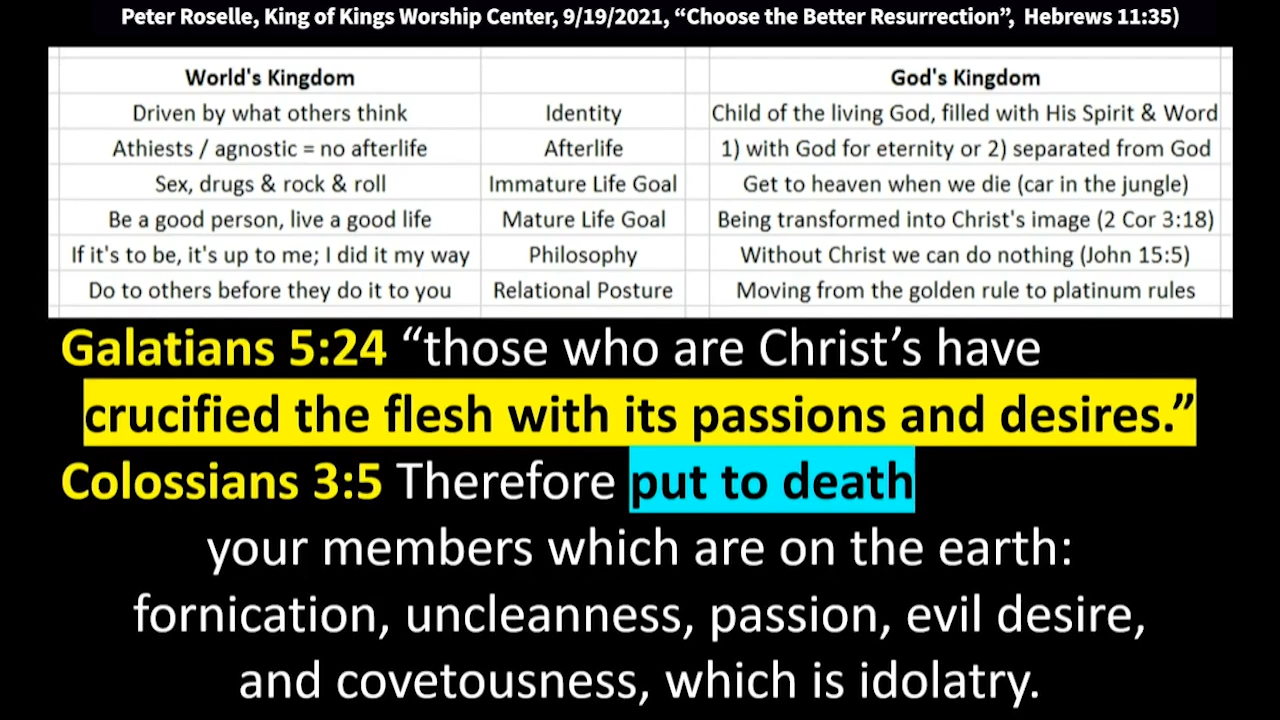 Peter Roselle, King of Kings Worship Center, 9/19/2021, “Choose the Better Resurrection”, Hebrews 11:35)
World's Kingdom God's Kingdom
Driven by what others think Identity Child of the living God, filled with His Spirit & Word
Athiests / agnostic = no afterlife Afterlife 1) with God for eternity or 2) separated from God
Sex, drugs & rock & roll Immature Life Goal Get to heaven when we die (car in the jungle)
Be a good person, live a good life Mature Life Goal Being transformed into Christ's image (2 Cor 3:18)
If it's to be, it's up to me; I did it my way Philosophy Without Christ we can do nothing (John 15:5)
Do to others before they do it to you Relational Posture Moving from the golden rule to platinum rules
Galatians 5:24 “those who are Christ’s have
crucified the flesh with its passions and desires.”
Colossians 3:5 Therefore put to death
your members which are on the earth:
fornication, uncleanness, passion, evil desire,
and covetousness, which is idolatry.